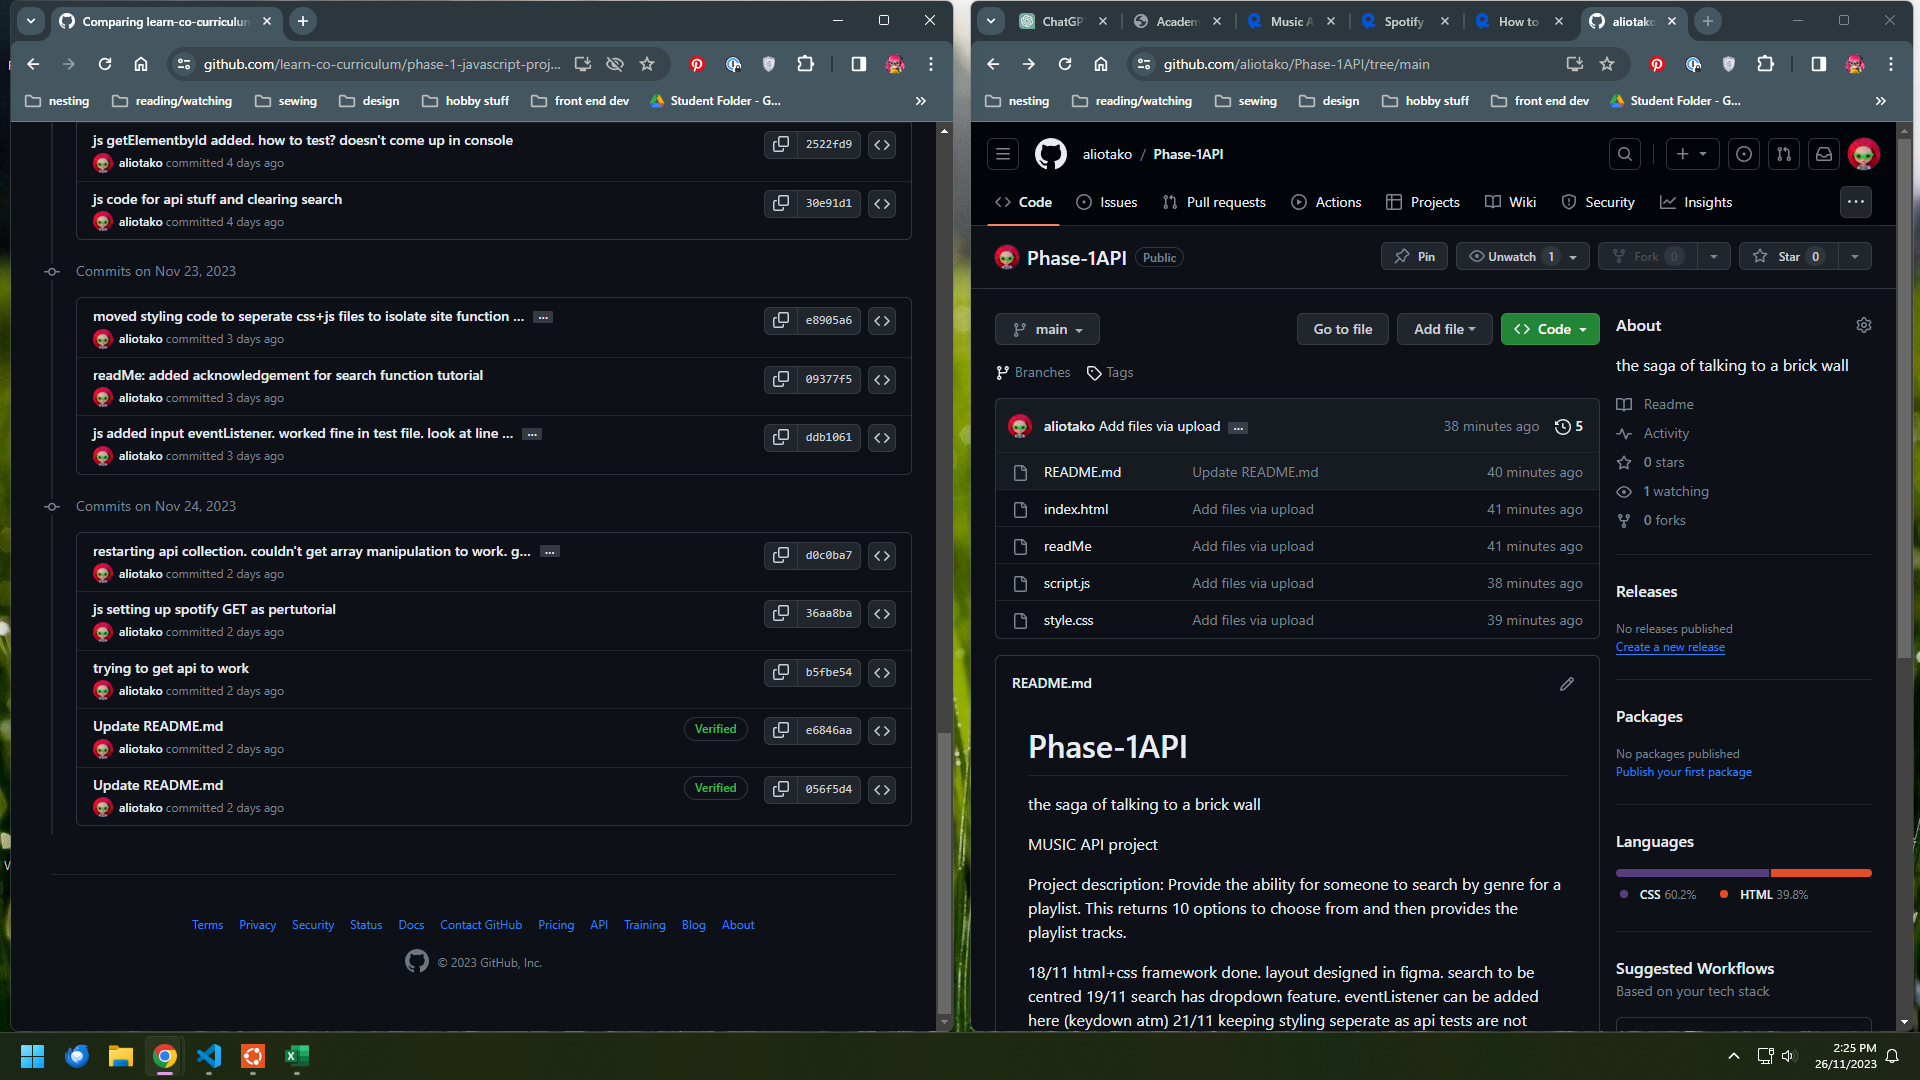 Comparing learn-co-curriculum
github.com/learn-co-curriculum/phase-1-javascript-proj...
nesting
reading/watching
sewing
design
hobby stuff
front end dev
Student Folder - G...
»
js getElementbyId added. how to test? doesn't come up in console
2522fd9
aliotako committed 4 days ago
js code for api stuff and clearing search
30e91d1
aliotako committed 4 days ago
Commits on Nov 23, 2023
moved styling code to seperate css+js files to isolate site function ... ...
e8905a6
aliotako committed 3 days ago
readMe: added acknowledgement for search function tutorial
09377f5
aliotako committed 3 days ago
js added input eventListener. worked fine in test file. look at line ... ...
ddb1061
aliotako committed 3 days ago
Commits on Nov 24, 2023
restarting api collection. couldn't get array manipulation to work. g... ...
d0c0ba7
aliotako committed 2 days ago
js setting up spotify GET as pertutorial
36aa8ba
aliotako committed 2 days ago
trying to get api to work
b5fbe54
aliotako committed 2 days ago
Update README.md
Verified
e6846aa
aliotako committed 2 days ago
Update README.md
Verified
056f5d4
aliotako committed 2 days ago
Terms Privacy Security Status Docs Contact GitHub Pricing API Training Blog About
© 2023 GitHub, Inc.
ChatGP
Academ
Music A
Spotify
How to
aliotako
github.com/aliotako/Phase-1API/tree/main
nesting
reading/watching
sewing
design
hobby stuff
front end dev
Student Folder - G...
»
aliotako / Phase-1API
Code
Issues
Pull requests
Actions
Projects
Wiki
Security
Insights
Phase-1API
Public
Pin
Unwatch 1
Fork 0
Star 0
main
Go to file
Add file
Code
Branches
Tags
aliotako Add files via upload ...
38 minutes ago
5
README.md
Update README.md
40 minutes ago
index.html
Add files via upload
41 minutes ago
readMe
Add files via upload
41 minutes ago
script.js
Add files via upload
38 minutes ago
style.css
Add files via upload
39 minutes ago
README.md
Phase-1API
the saga of talking to a brick wall
MUSIC API project
Project description: Provide the ability for someone to search by genre for a
playlist. This returns 10 options to choose from and then provides the
playlist tracks.
18/11 html+css framework done. layout designed in figma. search to be
centred 19/11 search has dropdown feature. eventListener can be added
here (keydown atm) 21/11 keeping styling seperate as api tests are not
About
the saga of talking to a brick wall
Readme
Activity
0 stars
1 watching
0 forks
Releases
No releases published
Create a new release
Packages
No packages published
Publish your first package
Languages
CSS 60.2%
HTML 39.8%
Suggested Workflows
Based on your tech stack
2:25 PM
26/11/2023